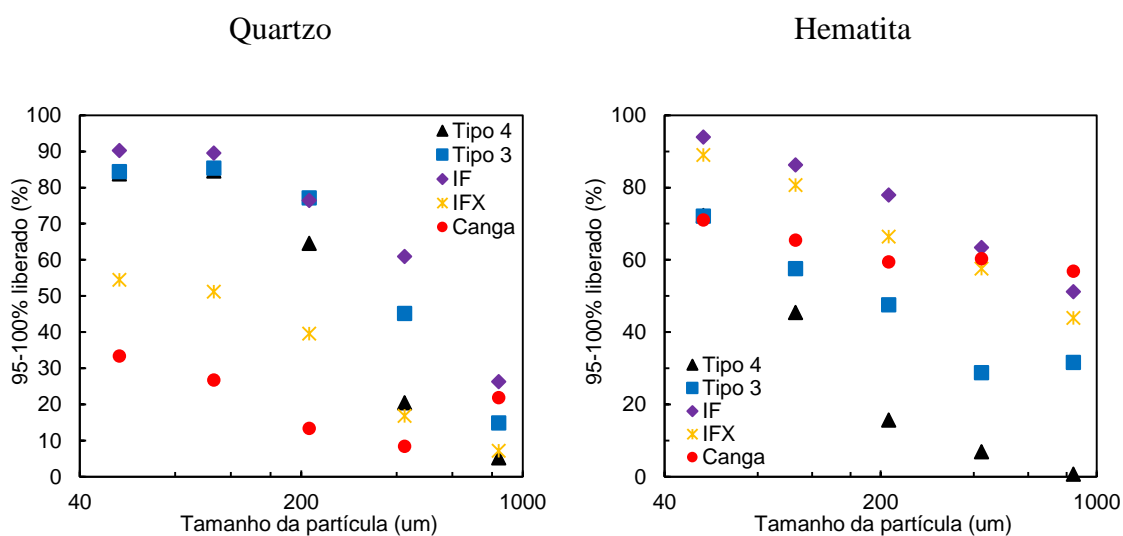 Quartzo
Hematita
100
90
80
70
60
50
40
30
20
10
0
95-100% liberado (%)
Tipo 4
Tipo 3
IF
IFX
Canga
40
200
1000
Tamanho da partícula (um)
100
80
60
40
20
0
95-100% liberado (%)
Tipo 4
Tipo 3
IF
IFX
Canga
40
200
1000
Tamanho da partícula (um)